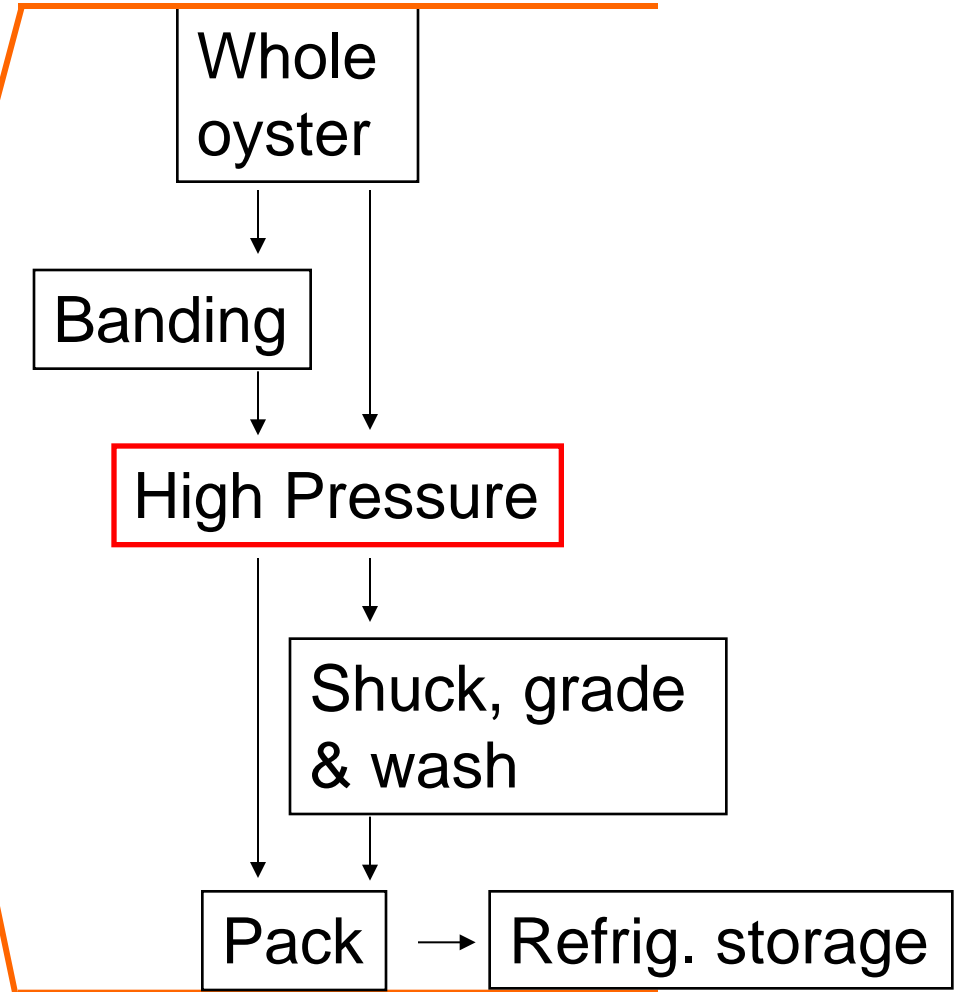 Whole
oyster
Banding
High Pressure
Shuck, grade
& wash
Pack
Refrig. storage